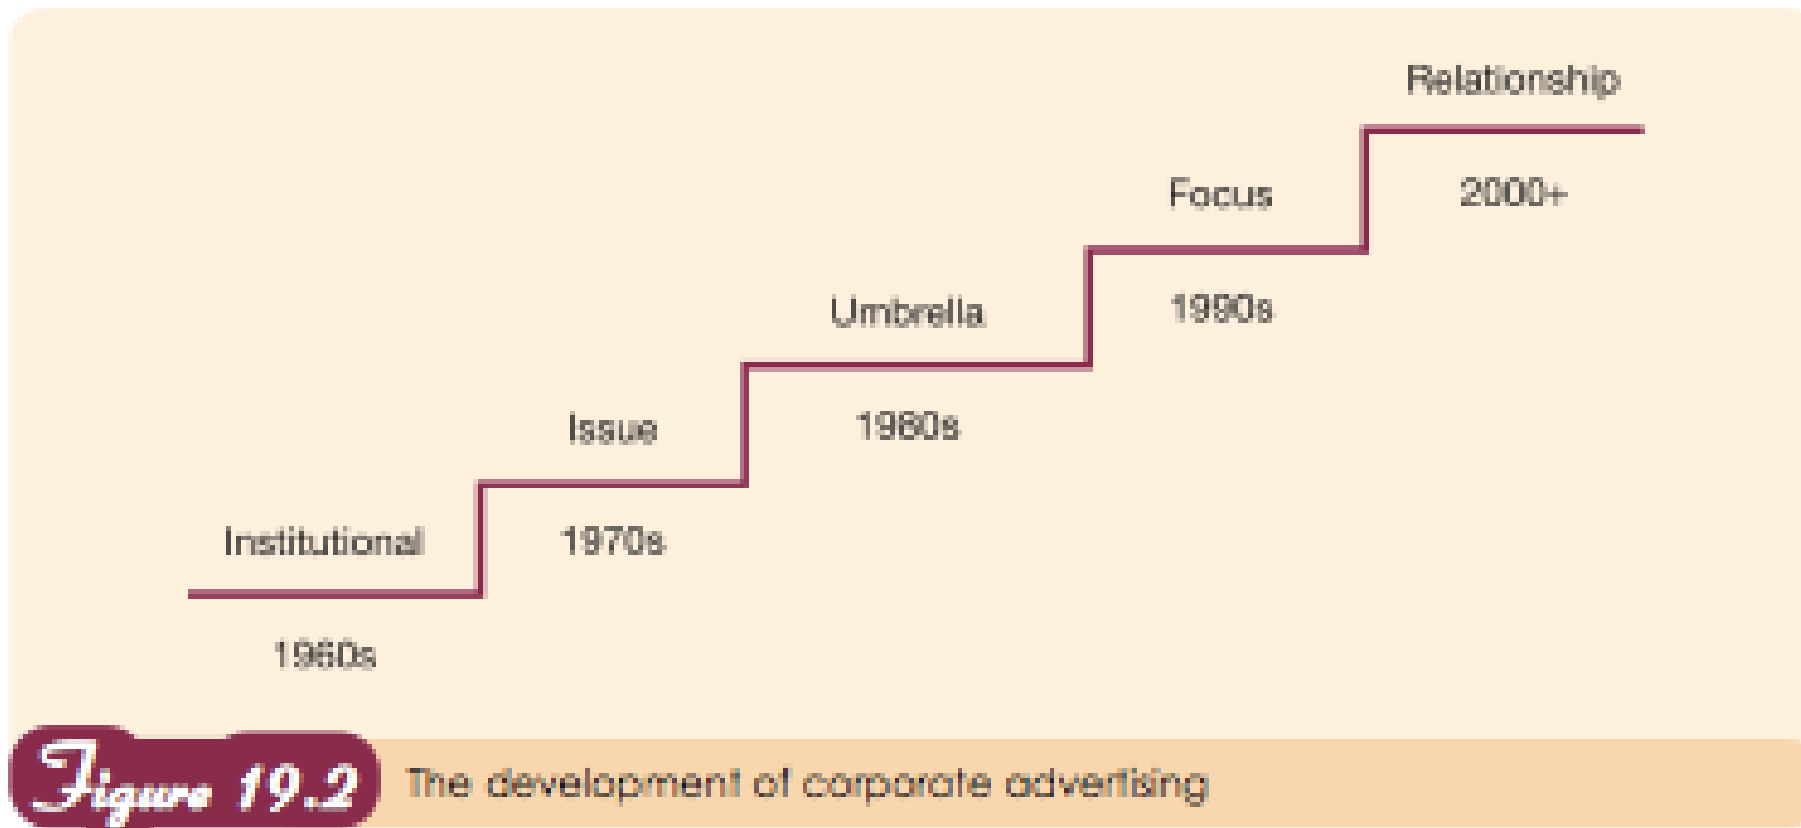 Relationship
2000+
Focus
1990s
Umbrella
1980s
Issue
1970s
Institutional
1960s
Figure 19.2 The development of corporate advertising